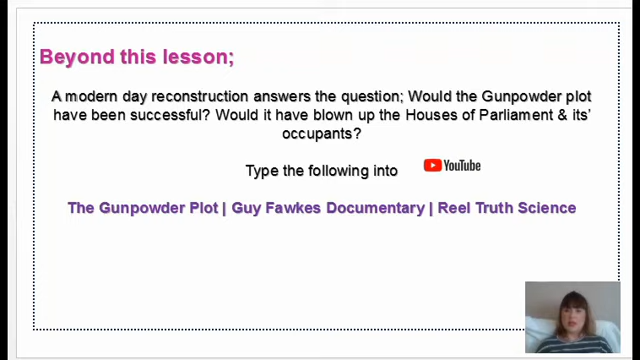 Beyond this lesson;
A modern day reconstruction answers the question; Would the Gunpowder plot
have been successful? Would it have blown up the Houses of Parliament & its'
occupants?
Type the following into YouTube
The Gunpowder Plot | Guy Fawkes Documentary | Reel Truth Science